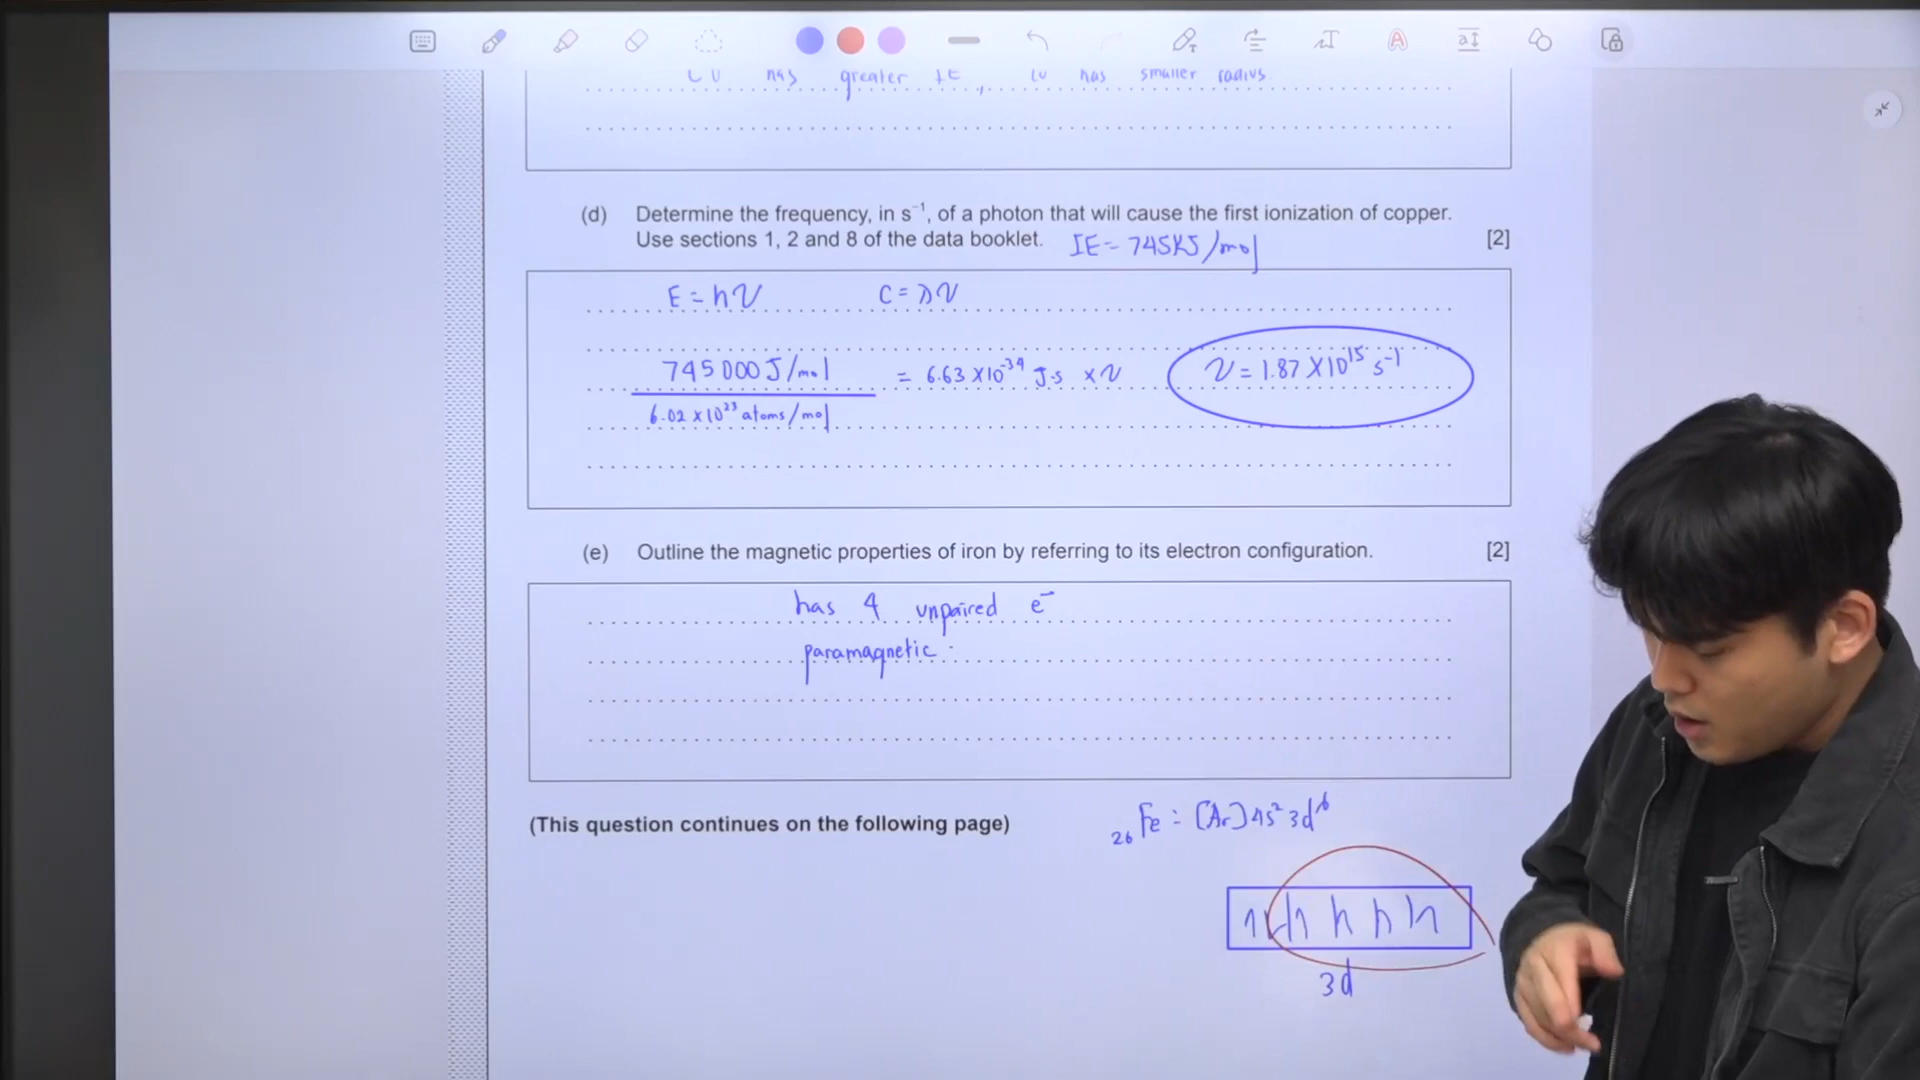 has greater IE, Cu has smaller radius
(d) Determine the frequency, in s⁻¹, of a photon that will cause the first ionization of copper.
Use sections 1, 2 and 8 of the data booklet. IE = 745KJ/mol [2]
E = hν C = λν
745000 J/mol = 6.63 ×10⁻³⁴ J·s × ν ν = 1.87 × 10¹⁵ s⁻¹
6.02 × 10²³ atoms/mol
(e) Outline the magnetic properties of iron by referring to its electron configuration. [2]
has 4 unpaired e⁻
paramagnetic.
(This question continues on the following page)
₂₆Fe : [Ar] 4s² 3d⁶
3d